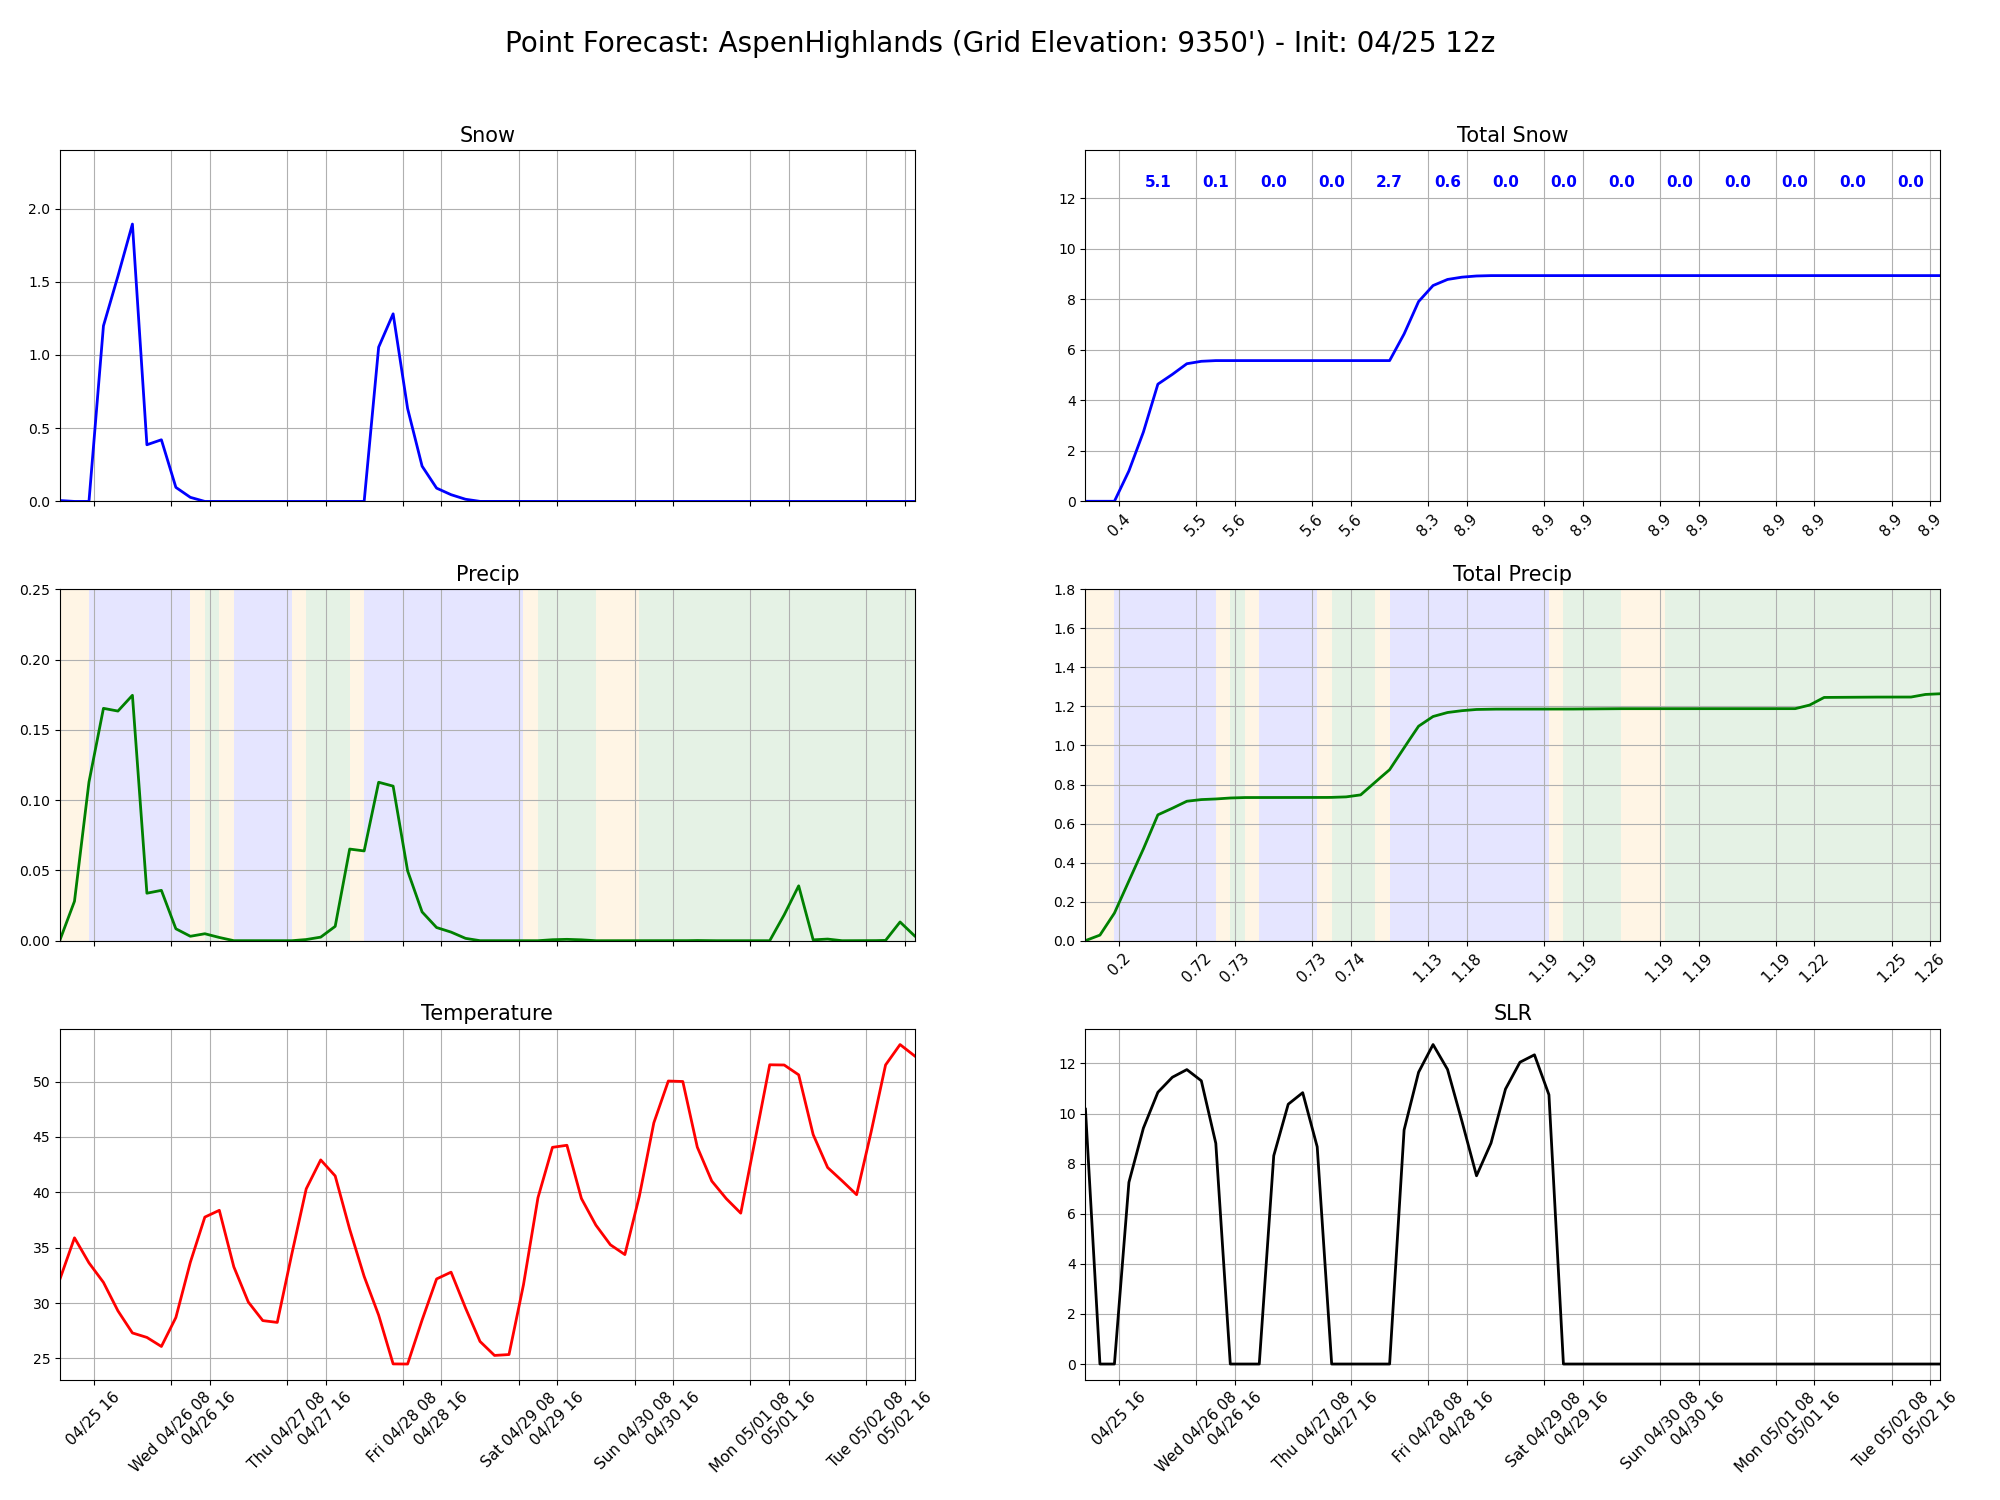 Point Forecast: AspenHighlands (Grid Elevation: 9350') - Init: 04/25 12z
Snow
2.0
1.5
1.0
0.5
0.0
Total Snow
5.1 0.1 0.0 0.0 2.7 0.6 0.0 0.0 0.0 0.0 0.0 0.0 0.0 0.0
12
10
8
6
4
2
0
0.4 5.5 5.6 5.6 5.6 8.3 8.9 8.9 8.9 8.9 8.9 8.9 8.9 8.9 8.9
Precip
0.25
0.20
0.15
0.10
0.05
0.00
Total Precip
1.8
1.6
1.4
1.2
1.0
0.8
0.6
0.4
0.2
0.0
0.2 0.72 0.73 0.73 0.74 1.13 1.18 1.19 1.19 1.19 1.19 1.19 1.22 1.25 1.26
Temperature
50
45
40
35
30
25
04/25 16
Wed 04/26 08
04/26 16
Thu 04/27 08
04/27 16
Fri 04/28 08
04/28 16
Sat 04/29 08
04/29 16
Sun 04/30 08
04/30 16
Mon 05/01 08
05/01 16
Tue 05/02 08
05/02 16
SLR
12
10
8
6
4
2
0
04/25 16
Wed 04/26 08
04/26 16
Thu 04/27 08
04/27 16
Fri 04/28 08
04/28 16
Sat 04/29 08
04/29 16
Sun 04/30 08
04/30 16
Mon 05/01 08
05/01 16
Tue 05/02 08
05/02 16